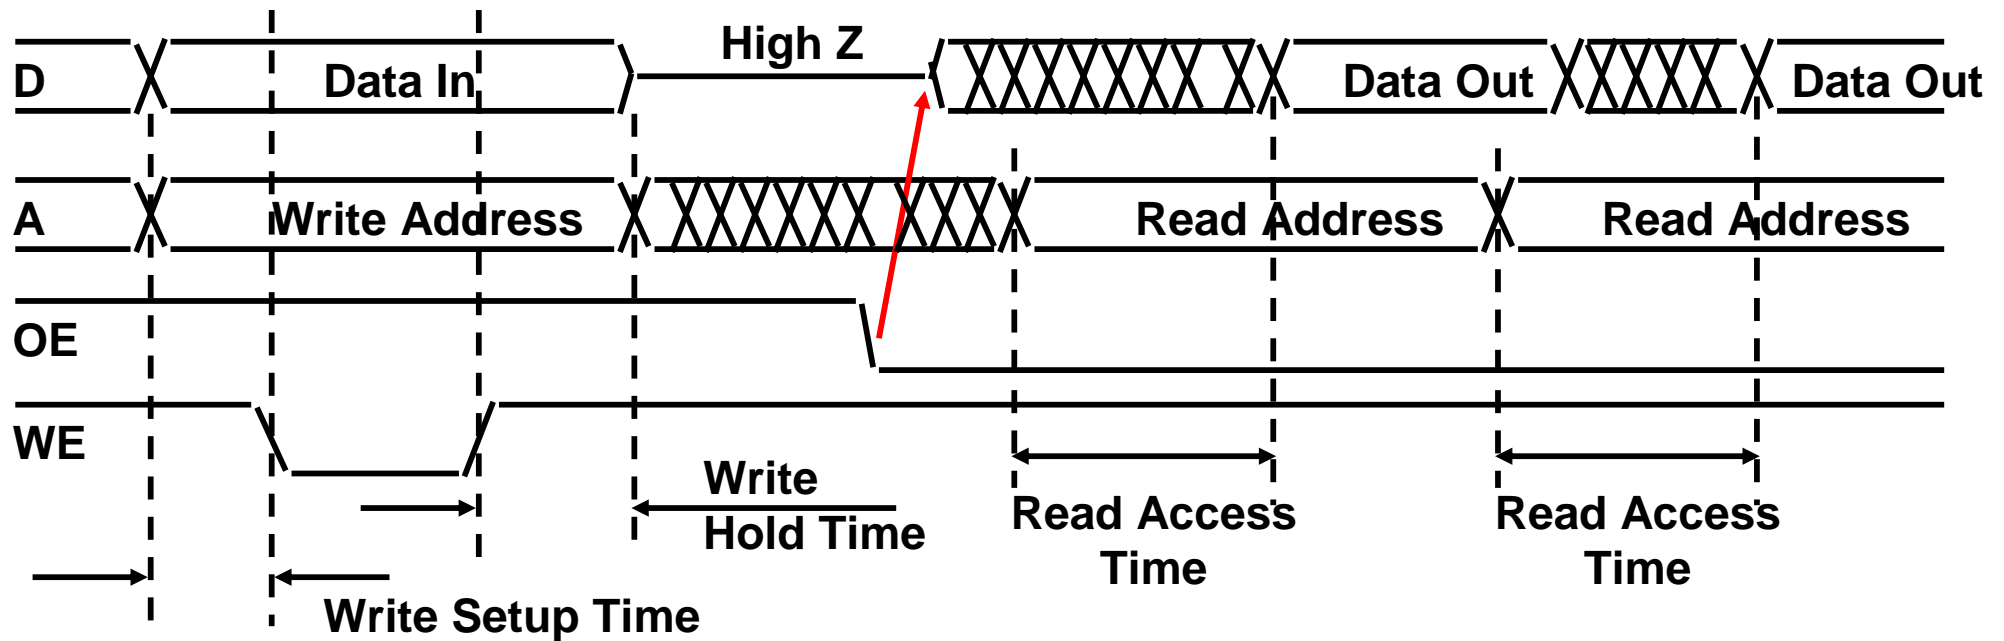 High Z
D Data In Data Out Data Out
A Write Address Read Address Read Address
OE
WE
Write
Hold Time
Read Access
Time
Read Access
Time
Write Setup Time